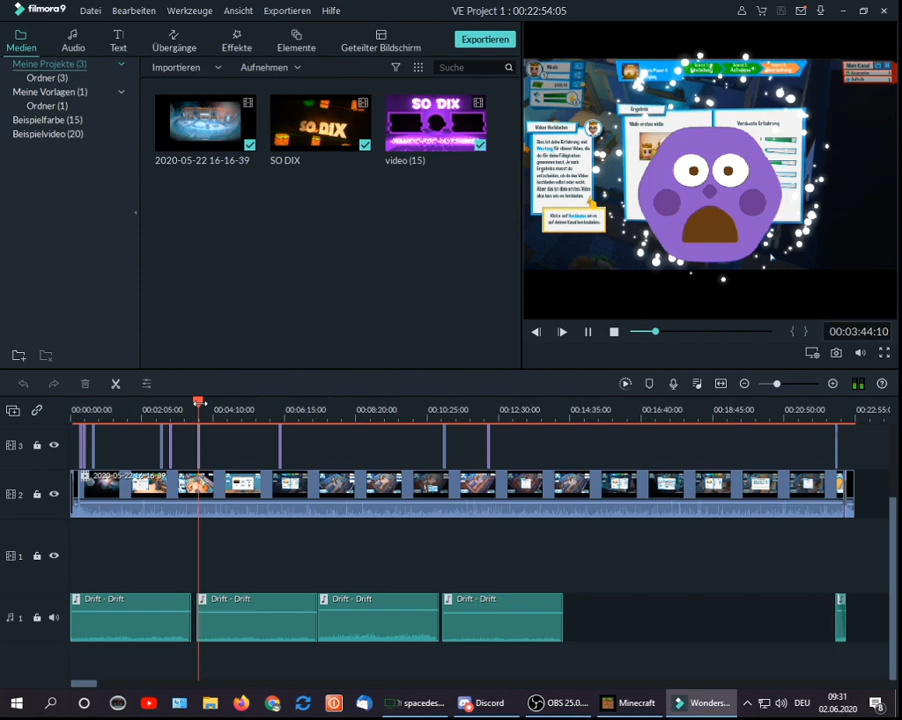 filmora 9
Datei Bearbeiten Werkzeuge Ansicht Exportieren Hilfe
VE Project 1 : 00:22:54:05
Medien Audio Text Übergänge Effekte Elemente Geteilter Bildschirm
Exportieren
Meine Projekte (3)
Ordner (3)
Meine Vorlagen (1)
Ordner (1)
Beispielfarbe (15)
Beispielvideo (20)
Importieren Aufnehmen Suche
SO DIX
SO DIX
2020-05-22 16-16-39 SO DIX video (15)
Ergebnis
Video Hochladen
00:03:44:10
00:00:00:00 00:02:05:00 00:04:10:00 00:06:15:00 00:08:20:00 00:10:25:00 00:12:30:00 00:14:35:00 00:16:40:00 00:18:45:00 00:20:50:00 00:22:55:0
3
2020-05-22 16-16-39
2
1
Drift - Drift Drift - Drift Drift - Drift Drift - Drift
1
spacedes... Discord OBS 25.0.... Minecraft Wonders... DEU
09:31
02.06.2020
8